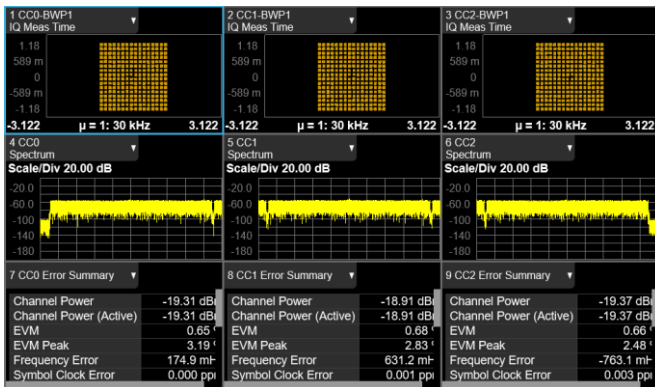 1 CC0-BWP1
IQ Meas Time
1.18
589 m
0
-589 m
-1.18
-3.122 µ = 1: 30 kHz 3.122
2 CC1-BWP1
IQ Meas Time
1.18
589 m
0
-589 m
-1.18
-3.122 µ = 1: 30 kHz 3.122
3 CC2-BWP1
IQ Meas Time
1.18
589 m
0
-589 m
-1.18
-3.122 µ = 1: 30 kHz 3.122
4 CC0
Spectrum
Scale/Div 20.00 dB
-20.0
-60.0
-100
-140
-180
5 CC1
Spectrum
Scale/Div 20.00 dB
-20.0
-60.0
-100
-140
-180
6 CC2
Spectrum
Scale/Div 20.00 dB
-20.0
-60.0
-100
-140
-180
7 CC0 Error Summary
Channel Power -19.31
Channel Power (Active) -19.31
EVM 0.65
EVM Peak 3.19
Frequency Error 174.9
Symbol Clock Error 0.000
8 CC1 Error Summary
Channel Power -18.91
Channel Power (Active) -18.91
EVM 0.68
EVM Peak 2.83
Frequency Error 631.2
Symbol Clock Error 0.001
9 CC2 Error Summary
Channel Power -19.37
Channel Power (Active) -19.37
EVM 0.66
EVM Peak 2.48
Frequency Error -763.1
Symbol Clock Error 0.003